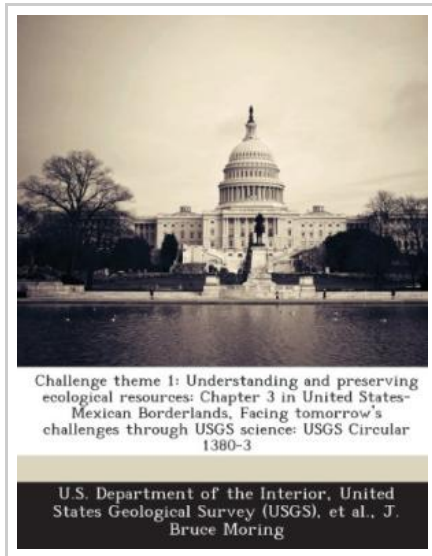 Challenge theme 1: Understanding and preserving
ecological resources: Chapter 3 in United States-
Mexican Borderlands, Facing tomorrow's
challenges through USGS science: USGS Circular
1380-3
U.S. Department of the Interior, United
States Geological Survey (USGS), et al., J.
Bruce Moring